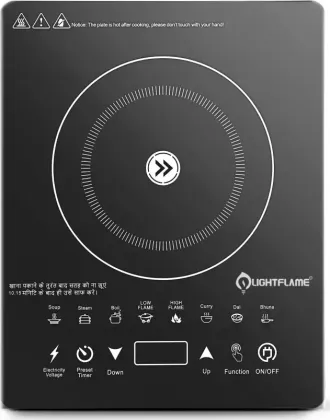 Notice: The plate is hot after cooking, please don't touch with your hand!
खाना पकाने के तुरंत बाद सतह को ना छूएं
10.15 मिनिट के बाद ही उसे साफ करें।
LIGHTFLAME®
Soup Steam Boil LOW FLAME HIGH FLAME Curry Dal Bhuna
Electricity Voltage Preset Timer Down Up Function ON/OFF